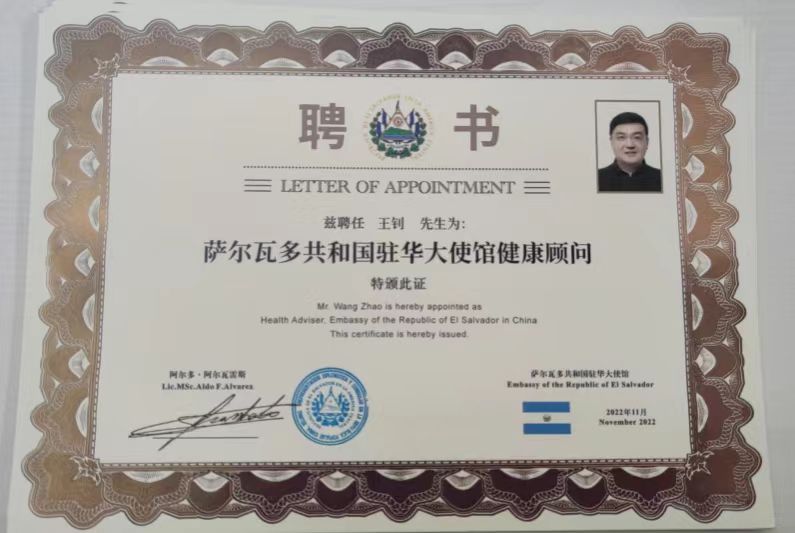 聘 书
LETTER OF APPOINTMENT
兹聘任 王钊 先生为:
萨尔瓦多共和国驻华大使馆健康顾问
特颁此证
Mr. Wang Zhao is hereby appointed as
Health Adviser, Embassy of the Republic of El Salvador in China
This certificate is hereby issued.
阿尔多·阿尔瓦雷斯
Lic.MSc.Aldo F.Alvarez
萨尔瓦多共和国驻华大使馆
Embassy of the Republic of El Salvador
2022年11月
November 2022